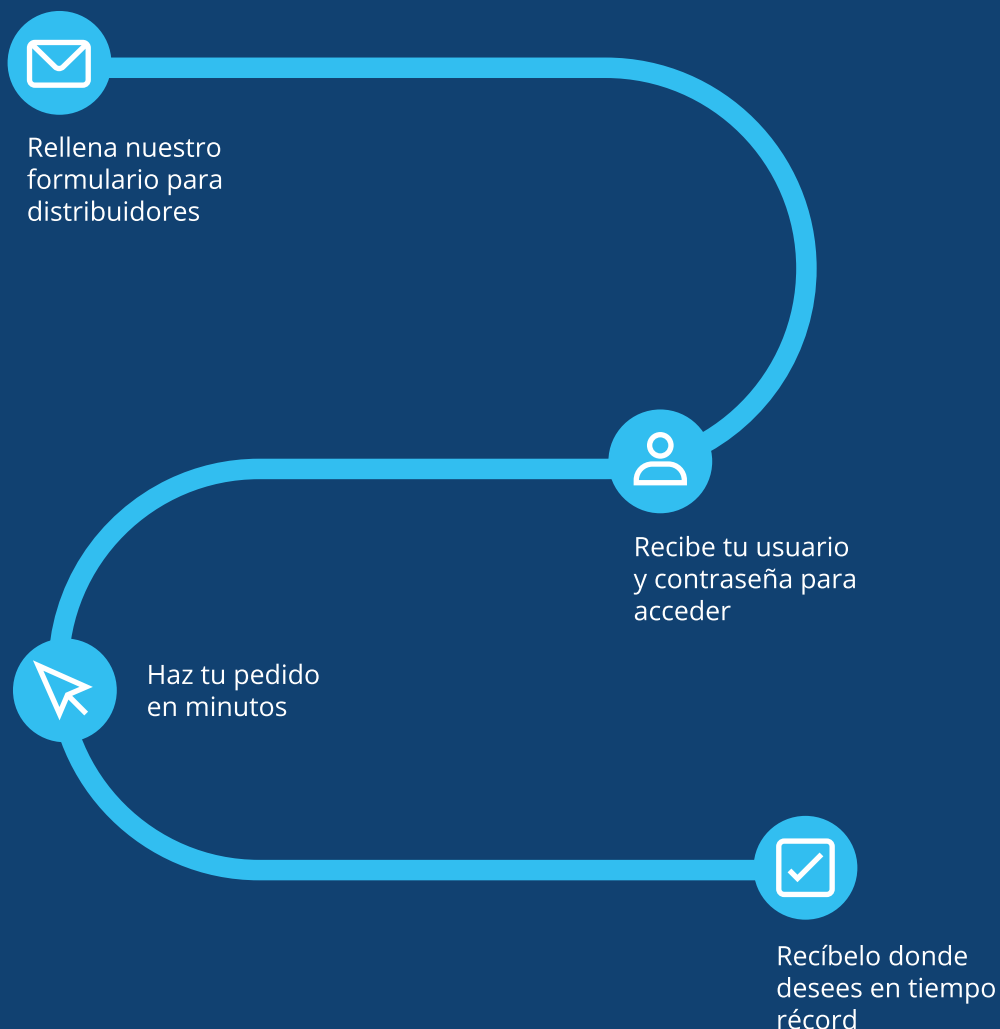 Rellena nuestro
formulario para
distribuidores
Recibe tu usuario
y contraseña para
acceder
Haz tu pedido
en minutos
Recíbelo donde
desees en tiempo
récord